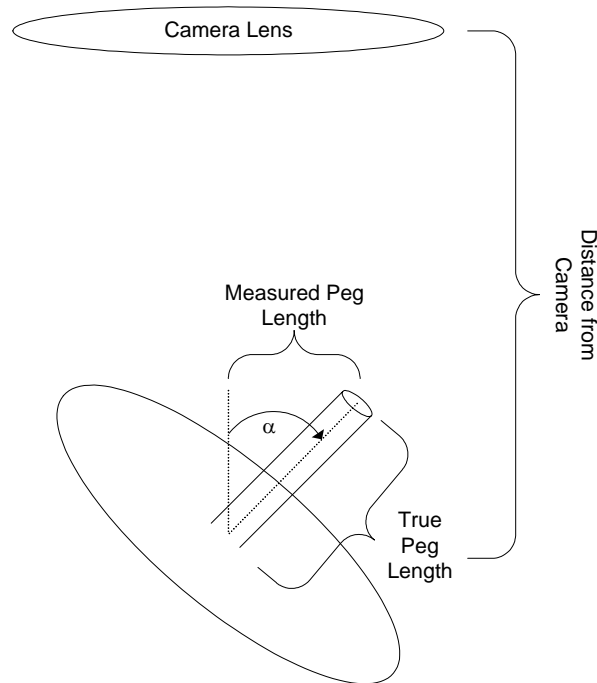 Camera Lens
Distance from
Camera
Measured Peg
Length
α
True
Peg
Length